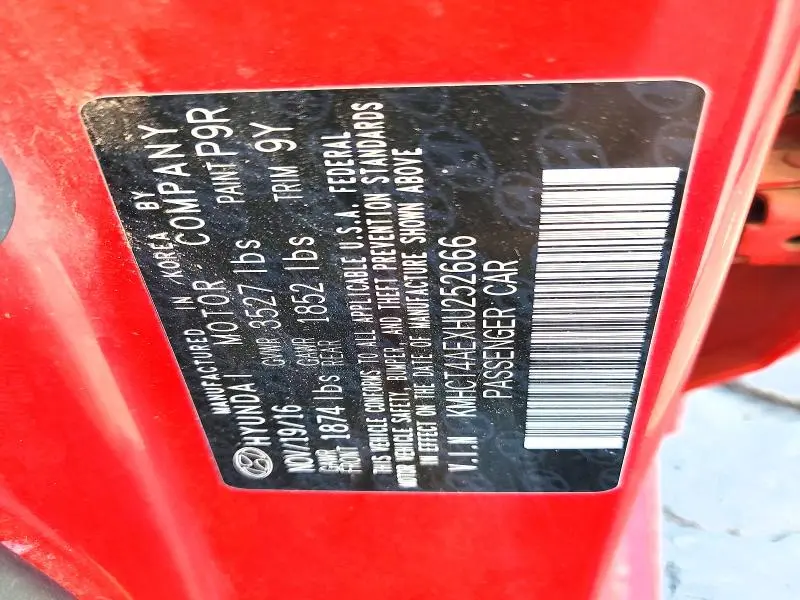 MANUFACTURED IN KOREA BY
HYUNDAI MOTOR COMPANY
NOV/19/16 GVWR 3527 lbs PAINT P9R
GAWR FRONT 1874 lbs GAWR REAR 1852 lbs TRIM 9Y
THIS VEHICLE CONFORMS TO ALL APPLICABLE U.S.A. FEDERAL
MOTOR VEHICLE SAFETY, BUMPER, AND THEFT PREVENTION STANDARDS
IN EFFECT ON THE DATE OF MANUFACTURE SHOWN ABOVE
V.I.N KMHCT4AEXHU252666
PASSENGER CAR